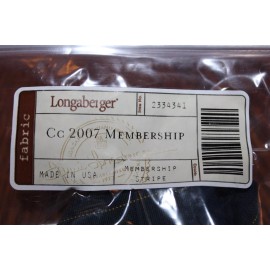 fabric
Longaberger®
2334341
CC 2007 MEMBERSHIP
MADE IN USA
MEMBERSHIP
STRIPE